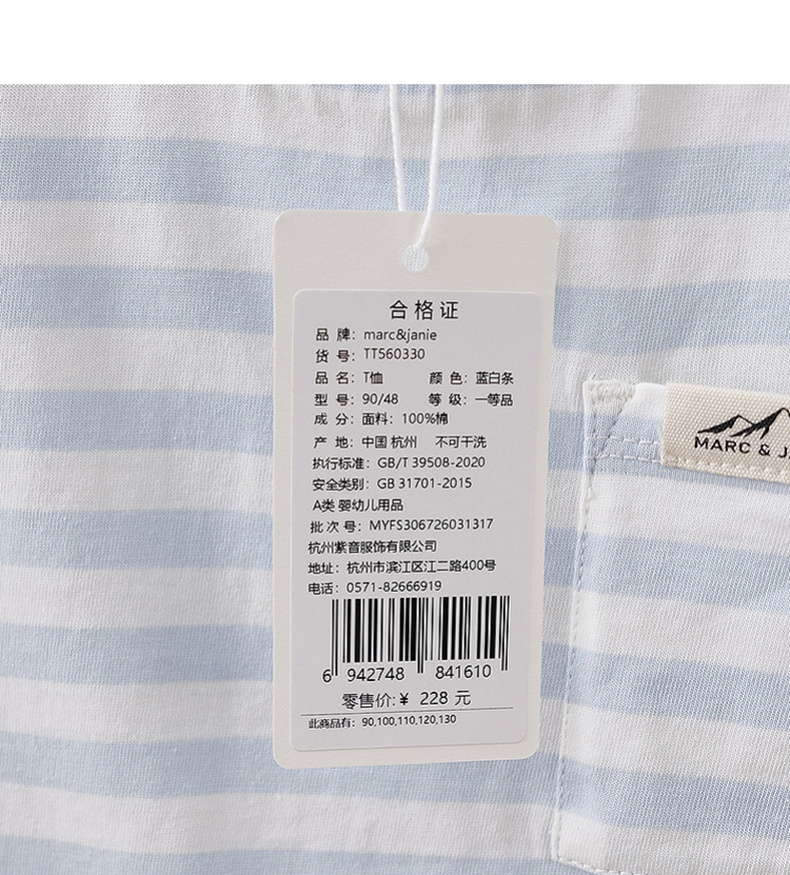 合格证
品 牌：marc&janie
货 号：TT560330
品 名：T恤 颜 色：蓝白条
型 号：90/48 等 级：一等品
成 分：面料：100%棉
产 地：中国 杭州 不可干洗
执行标准：GB/T 39508-2020
安全类别：GB 31701-2015
A类 婴幼儿用品
批 次 号：MYFS306726031317
杭州紫音服饰有限公司
地址：杭州市滨江区江二路400号
电话：0571-82666919
6 942748 841610
零售价:¥ 228 元
此商品有：90,100,110,120,130
MARC & J